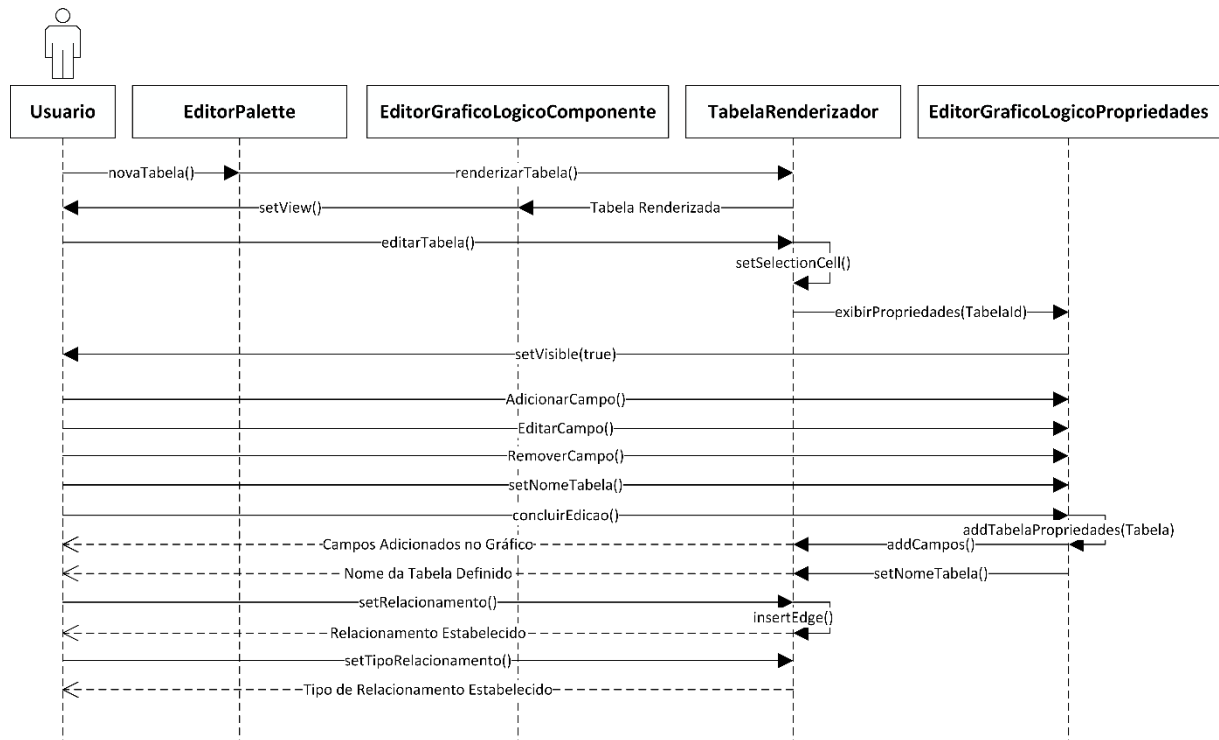 Usuario
EditorPalette
EditorGraficoLogicoComponente
TabelaRenderizador
EditorGraficoLogicoPropriedades
novaTabela()
renderizarTabela()
setView()
Tabela Renderizada
editarTabela()
setSelectionCell()
exibirPropriedades(TabelaId)
setVisible(true)
AdicionarCampo()
EditarCampo()
RemoverCampo()
setNomeTabela()
concluirEdicao()
addTabelaPropriedades(Tabela)
Campos Adicionados no Gráfico
addCampos()
Nome da Tabela Definido
setNomeTabela()
setRelacionamento()
insertEdge()
Relacionamento Estabelecido
setTipoRelacionamento()
Tipo de Relacionamento Estabelecido